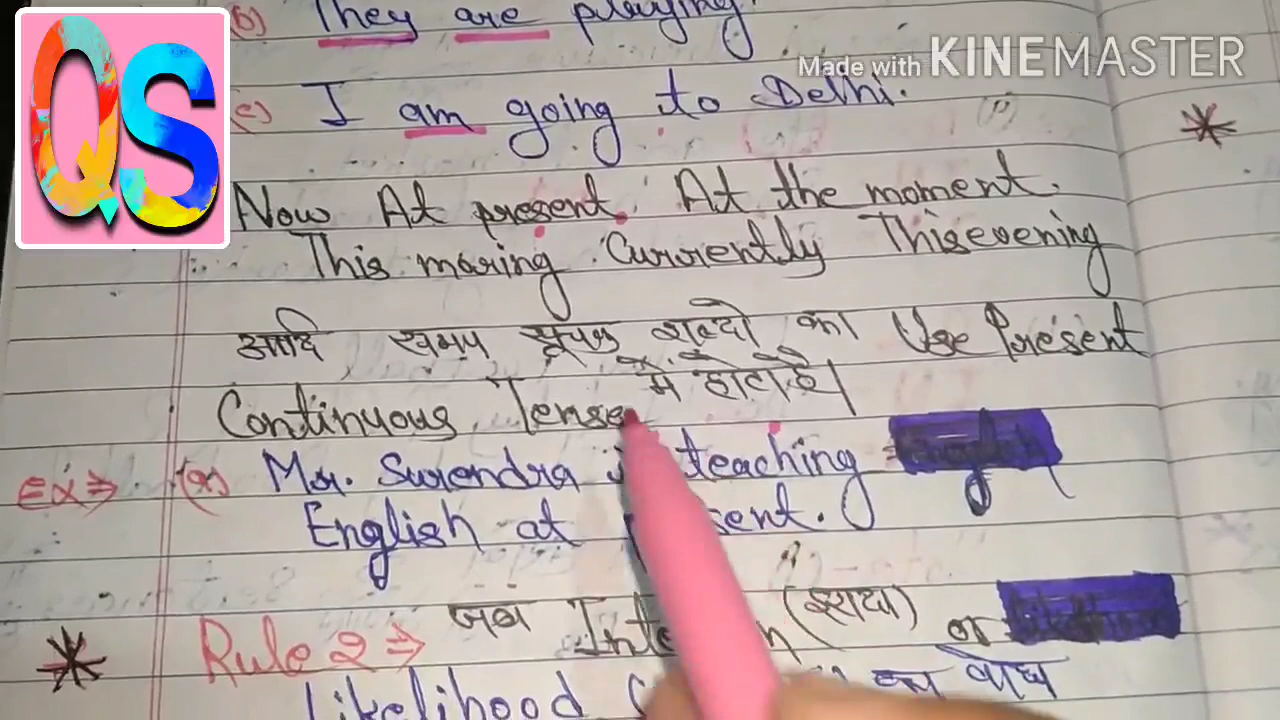 QS
Made with KINEMASTER
(b) They are playing
(c) I am going to Delhi.
Now At present. At the moment.
This maring Currently This evening
आदि समय सूचक शब्दो का Use Present
Continuous Tense में होता है।
Ex⇒ (a) Mr. Surendra teaching
English at sent.
Rule 2⇒ जब (इरादा) or
Likelihood का बोध